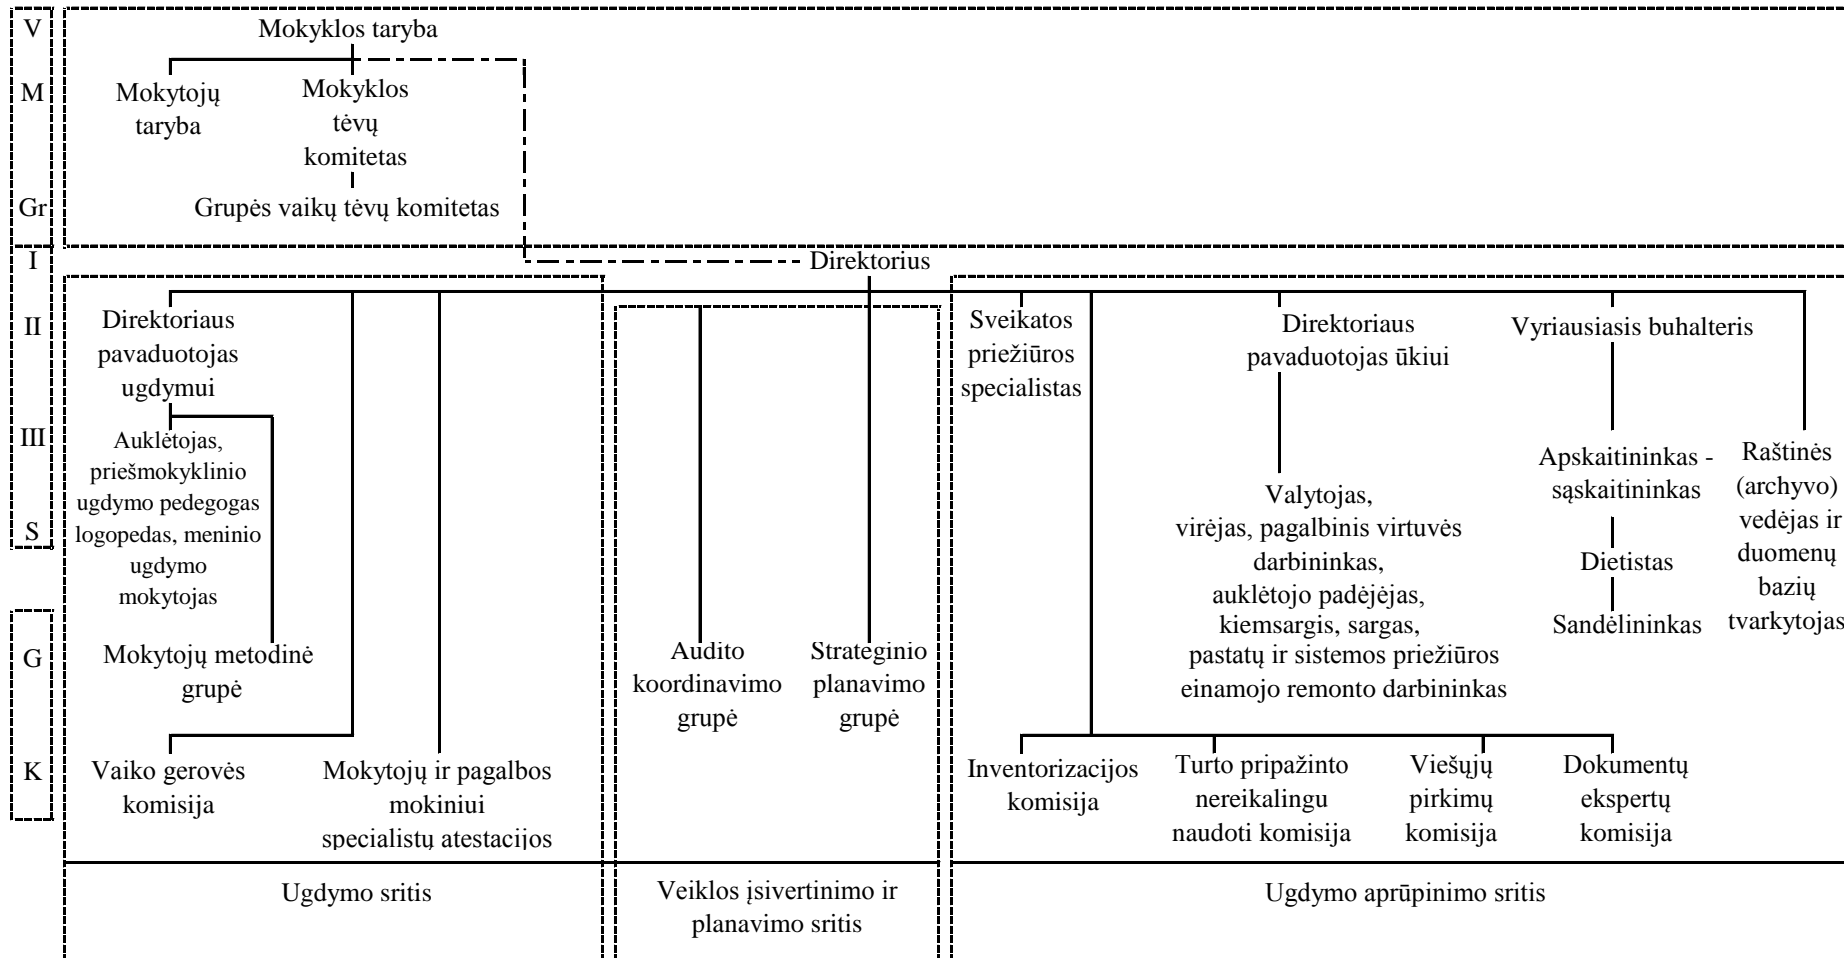 V
Mokyklos taryba
M
Mokytojų
taryba
Mokyklos
tėvų
komitetas
Gr
Grupės vaikų tėvų komitetas
I
Direktorius
II
Direktoriaus
pavaduotojas
ugdymui
Sveikatos
priežiūros
specialistas
Direktoriaus
pavaduotojas ūkiui
Vyriausiasis buhalteris
III
Auklėtojas,
priešmokyklinio
ugdymo pedegogas
logopedas, meninio
ugdymo
mokytojas
S
Valytojas,
virėjas, pagalbinis virtuvės
darbininkas,
auklėtojo padėjėjas,
kiemsargis, sargas,
pastatų ir sistemos priežiūros
einamojo remonto darbininkas
Apskaitininkas -
sąskaitininkas
Dietistas
Sandėlininkas
Raštinės
(archyvo)
vedėjas ir
duomenų
bazių
tvarkytojas
G
Mokytojų metodinė
grupė
Audito
koordinavimo
grupė
Strateginio
planavimo
grupė
K
Vaiko gerovės
komisija
Mokytojų ir pagalbos
mokiniui
specialistų atestacijos
Inventorizacijos
komisija
Turto pripažinto
nereikalingu
naudoti komisija
Viešųjų
pirkimų
komisija
Dokumentų
ekspertų
komisija
Ugdymo sritis
Veiklos įsivertinimo ir
planavimo sritis
Ugdymo aprūpinimo sritis